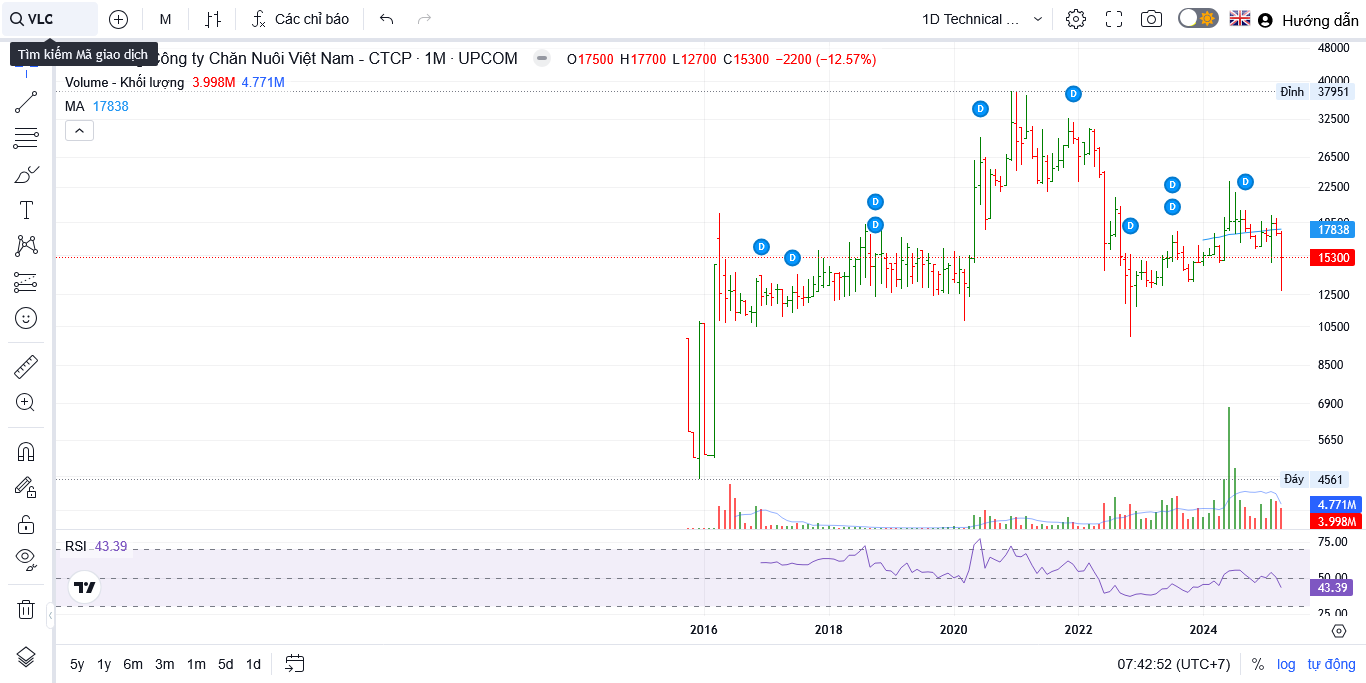 VLC
M
Các chỉ báo
1D Technical ...
Hướng dẫn
Tìm kiếm Mã giao dịch
Công ty Chăn Nuôi Việt Nam - CTCP · 1M · UPCOM
O17500 H17700 L12700 C15300 −2200 (−12.57%)
Volume - Khối lượng 3.998M 4.771M
MA 17838
48000
40000
Đỉnh 37951
32500
26500
22500
18500
17838
15300
12500
10500
8500
6900
5650
Đáy 4561
4.771M
3.998M
D
D
D
D
D
D
D
D
D
D
RSI 43.39
75.00
50.00
43.39
25.00
2016 2018 2020 2022 2024
5y 1y 6m 3m 1m 5d 1d
07:42:52 (UTC+7) % log tự động